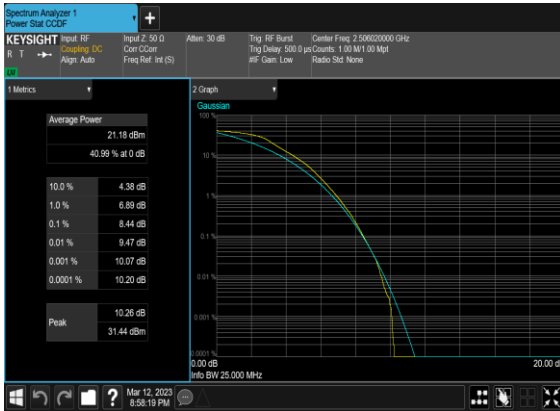 Spectrum Analyzer 1
Power Stat CCDF
KEYSIGHT
R T
Input: RF
Coupling: DC
Align: Auto
Input Z: 50 Ω
Corr CCorr
Freq Ref: Int (S)
Atten: 30 dB
Trig: RF Burst
Trig Delay: 500.0 µs
#IF Gain: Low
Center Freq: 2.506020000 GHz
Counts: 1.00 M/1.00 Mpt
Radio Std: None
1 Metrics
Average Power
21.18 dBm
40.99 % at 0 dB
10.0 % 4.38 dB
1.0 % 6.89 dB
0.1 % 8.44 dB
0.01 % 9.47 dB
0.001 % 10.07 dB
0.0001 % 10.20 dB
Peak
10.26 dB
31.44 dBm
2 Graph
Gaussian
100 %
10 %
1 %
0.1 %
0.01 %
0.001 %
0.0001 %
0.00 dB
20.00 d
Info BW 25.000 MHz
Mar 12, 2023
8:58:19 PM